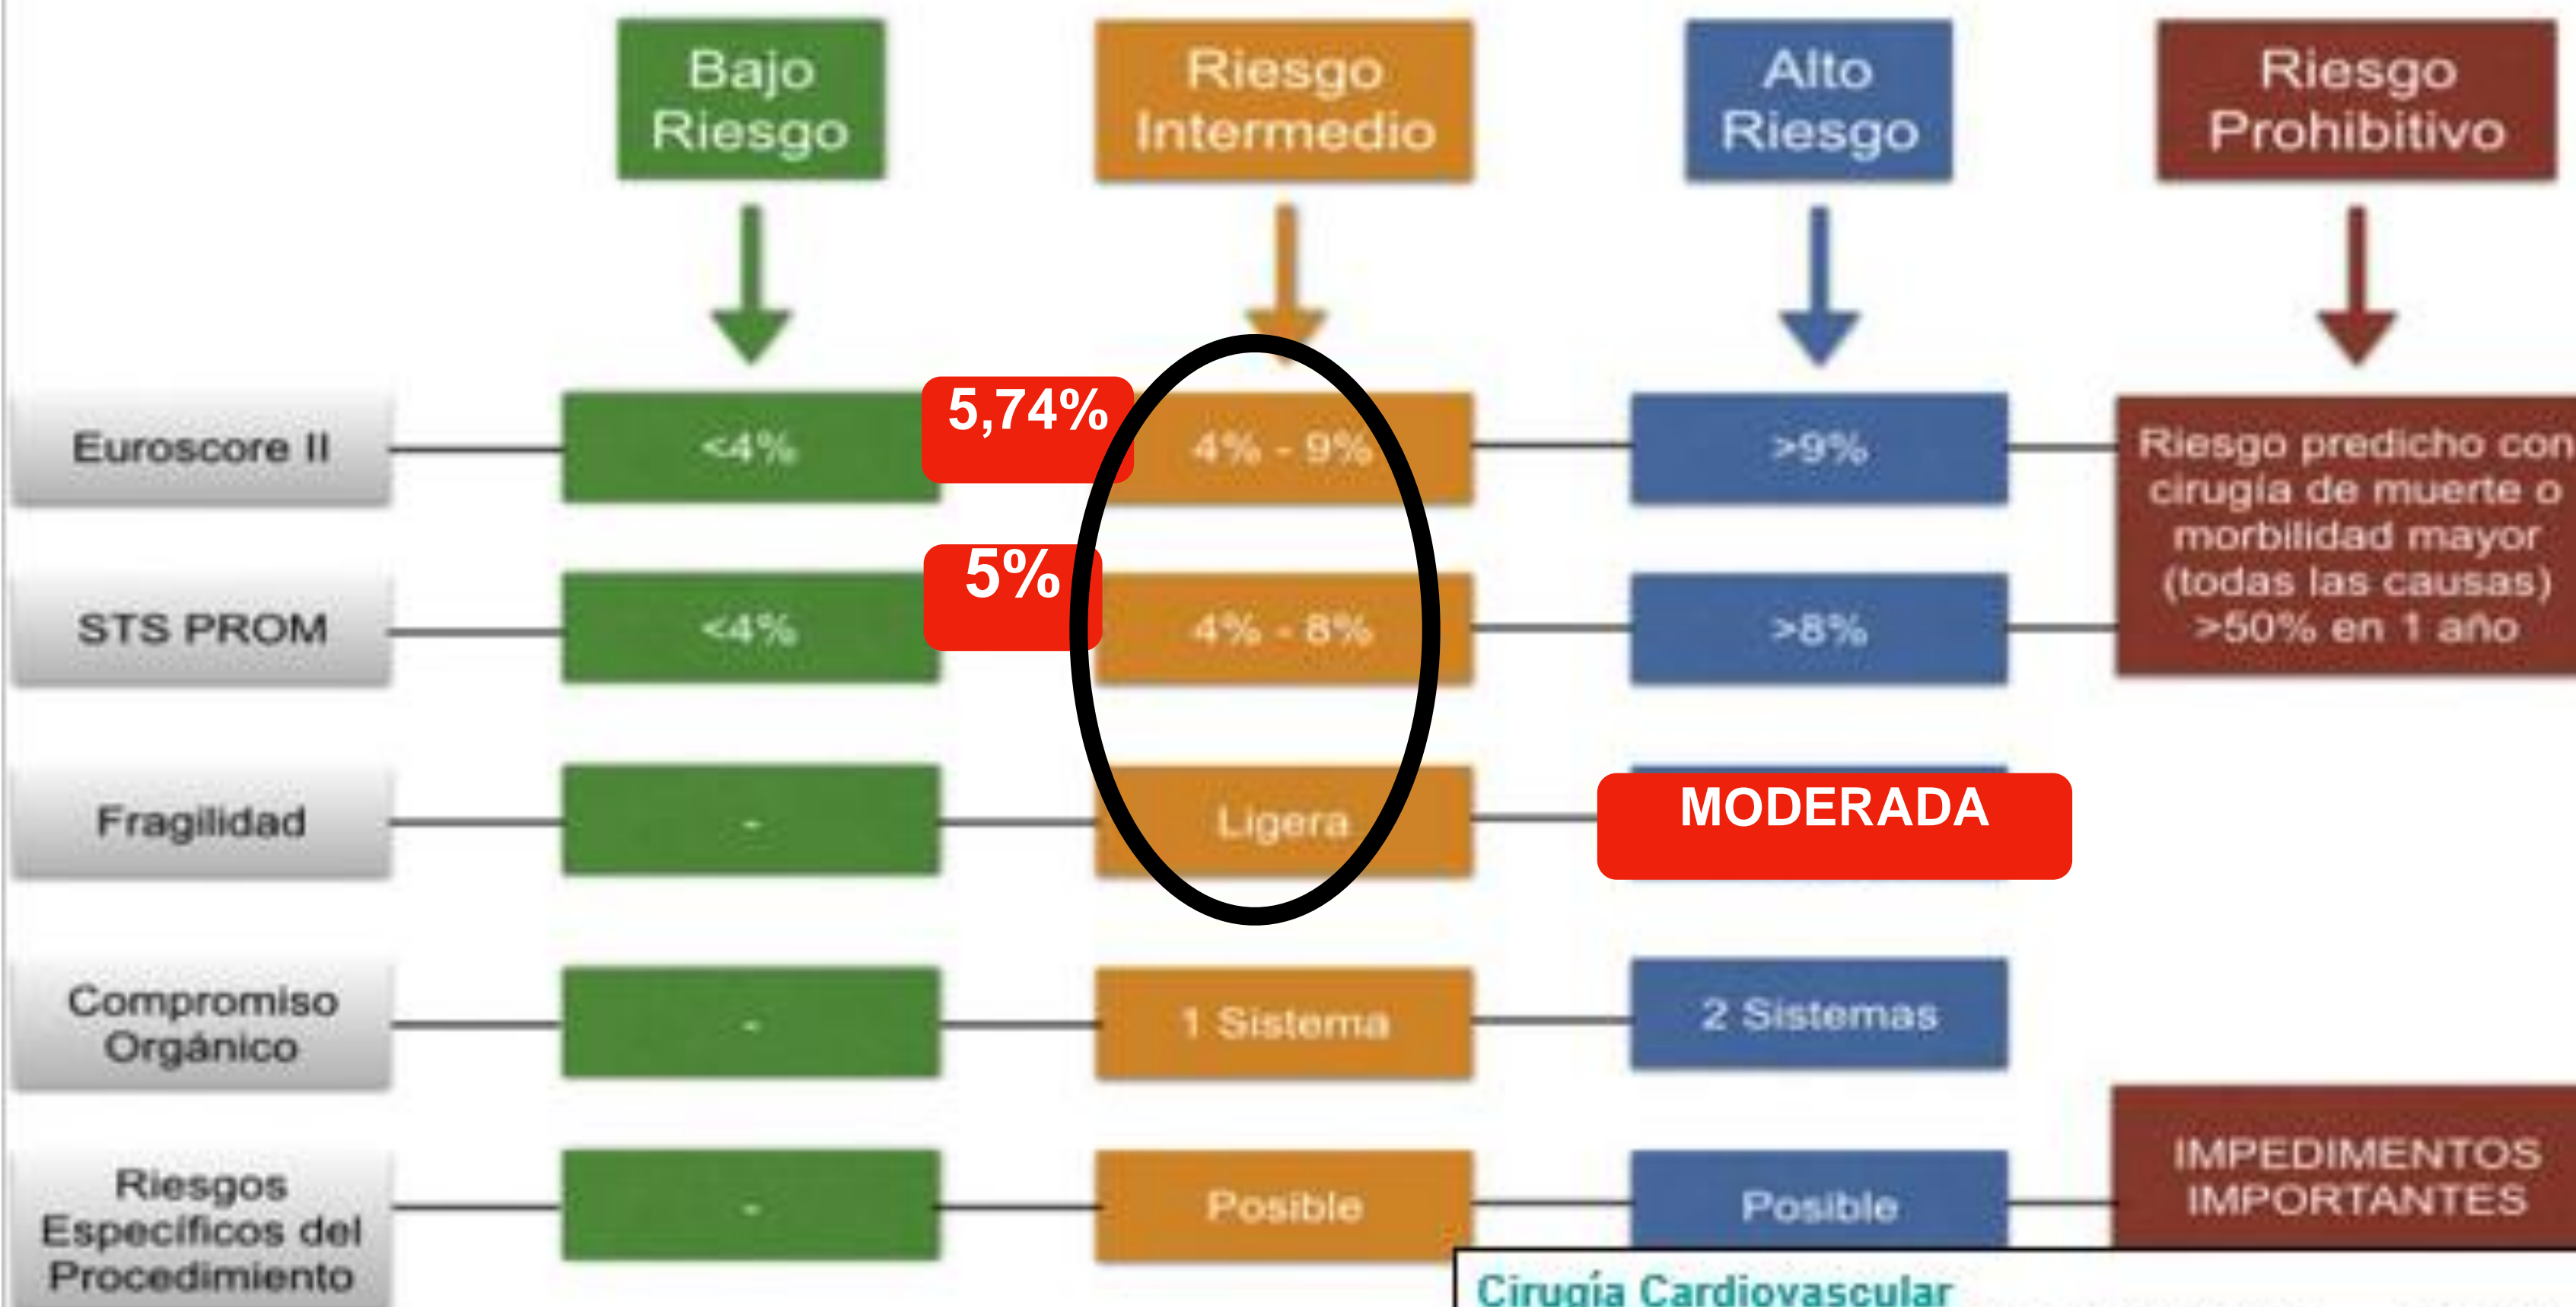 Bajo
Riesgo
Riesgo
Intermedio
Alto
Riesgo
Riesgo
Prohibitivo
Euroscore II
<4%
5,74%
4% - 9%
>9%
Riesgo predicho con
cirugía de muerte o
morbilidad mayor
(todas las causas)
>50% en 1 año
STS PROM
<4%
5%
4% - 8%
>8%
Fragilidad
-
Ligera
MODERADA
Compromiso
Orgánico
-
1 Sistema
2 Sistemas
Riesgos
Específicos del
Procedimiento
-
Posible
Posible
IMPEDIMENTOS
IMPORTANTES
Cirugía Cardiovascular